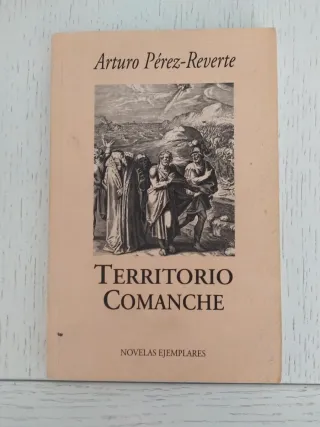 Arturo Pérez-Reverte
TERRITORIO
COMANCHE
NOVELAS EJEMPLARES